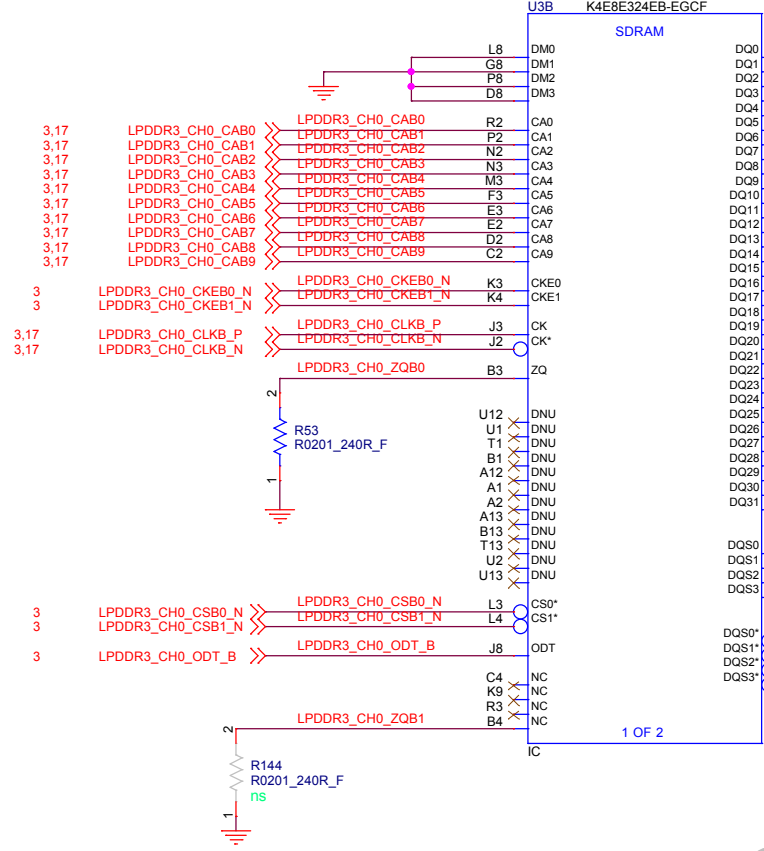 U3B K4E8E324EB-EGCF
SDRAM
L8 DM0 DQ0
G8 DM1 DQ1
P8 DM2 DQ2
D8 DM3 DQ3
DQ4
3,17 LPDDR3_CH0_CAB0 LPDDR3_CH0_CAB0 R2 CA0 DQ5
3,17 LPDDR3_CH0_CAB1 LPDDR3_CH0_CAB1 P2 CA1 DQ6
3,17 LPDDR3_CH0_CAB2 LPDDR3_CH0_CAB2 N2 CA2 DQ7
3,17 LPDDR3_CH0_CAB3 LPDDR3_CH0_CAB3 N3 CA3 DQ8
3,17 LPDDR3_CH0_CAB4 LPDDR3_CH0_CAB4 M3 CA4 DQ9
3,17 LPDDR3_CH0_CAB5 LPDDR3_CH0_CAB5 F3 CA5 DQ10
3,17 LPDDR3_CH0_CAB6 LPDDR3_CH0_CAB6 E3 CA6 DQ11
3,17 LPDDR3_CH0_CAB7 LPDDR3_CH0_CAB7 E2 CA7 DQ12
3,17 LPDDR3_CH0_CAB8 LPDDR3_CH0_CAB8 D2 CA8 DQ13
3,17 LPDDR3_CH0_CAB9 LPDDR3_CH0_CAB9 C2 CA9 DQ14
DQ15
3 LPDDR3_CH0_CKEB0_N LPDDR3_CH0_CKEB0_N K3 CKE0 DQ16
3 LPDDR3_CH0_CKEB1_N LPDDR3_CH0_CKEB1_N K4 CKE1 DQ17
DQ18
3,17 LPDDR3_CH0_CLKB_P LPDDR3_CH0_CLKB_P J3 CK DQ19
3,17 LPDDR3_CH0_CLKB_N LPDDR3_CH0_CLKB_N J2 CK* DQ20
DQ21
LPDDR3_CH0_ZQB0 B3 ZQ DQ22
DQ23
2 DQ24
U12 DNU DQ25
R53 U1 DNU DQ26
R0201_240R_F T1 DNU DQ27
B1 DNU DQ28
1 A12 DNU DQ29
A1 DNU DQ30
A2 DNU DQ31
A13 DNU
B13 DNU
T13 DNU DQS0
U2 DNU DQS1
U13 DNU DQS2
DQS3
3 LPDDR3_CH0_CSB0_N LPDDR3_CH0_CSB0_N L3 CS0*
3 LPDDR3_CH0_CSB1_N LPDDR3_CH0_CSB1_N L4 CS1*
DQS0*
3 LPDDR3_CH0_ODT_B LPDDR3_CH0_ODT_B J8 ODT DQS1*
DQS2*
C4 NC DQS3*
K9 NC
R3 NC
2 LPDDR3_CH0_ZQB1 B4 NC
1 OF 2
IC
R144
R0201_240R_F
ns
1